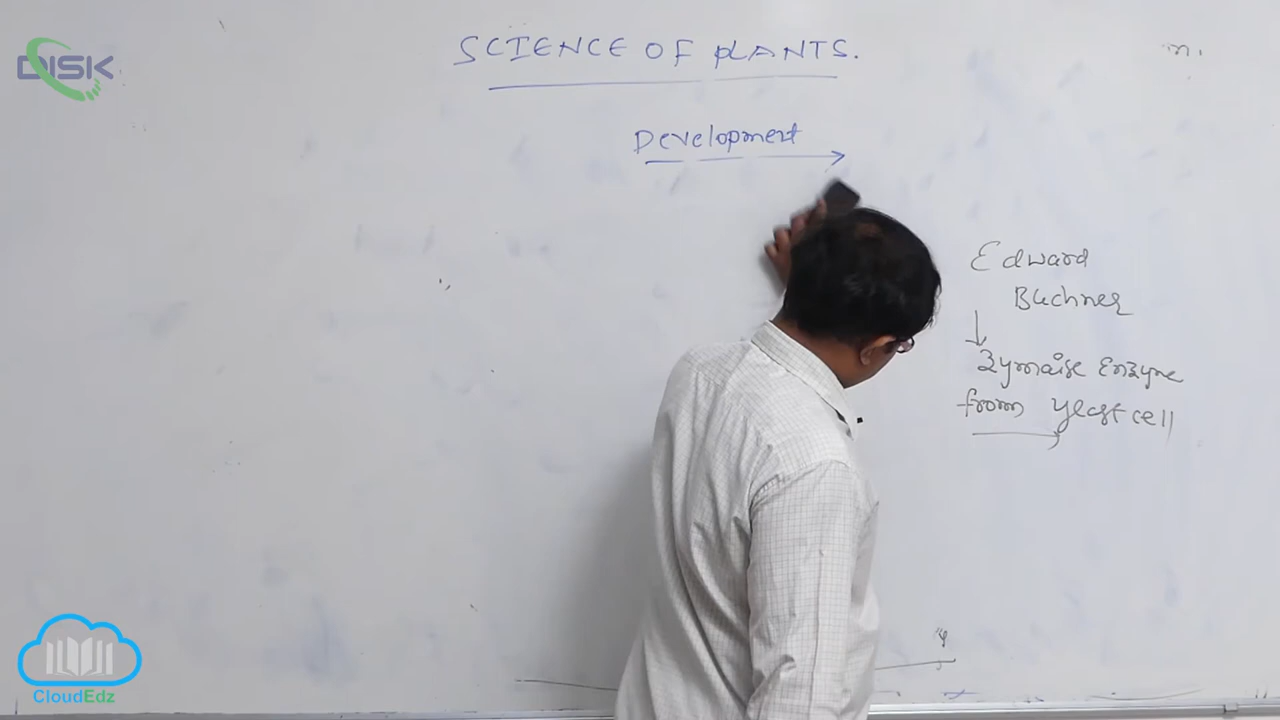 DISK
SCIENCE OF PLANTS.
Development
Edward
Buchner
Zymaise Enzyme
from yeast cell
CloudEdz